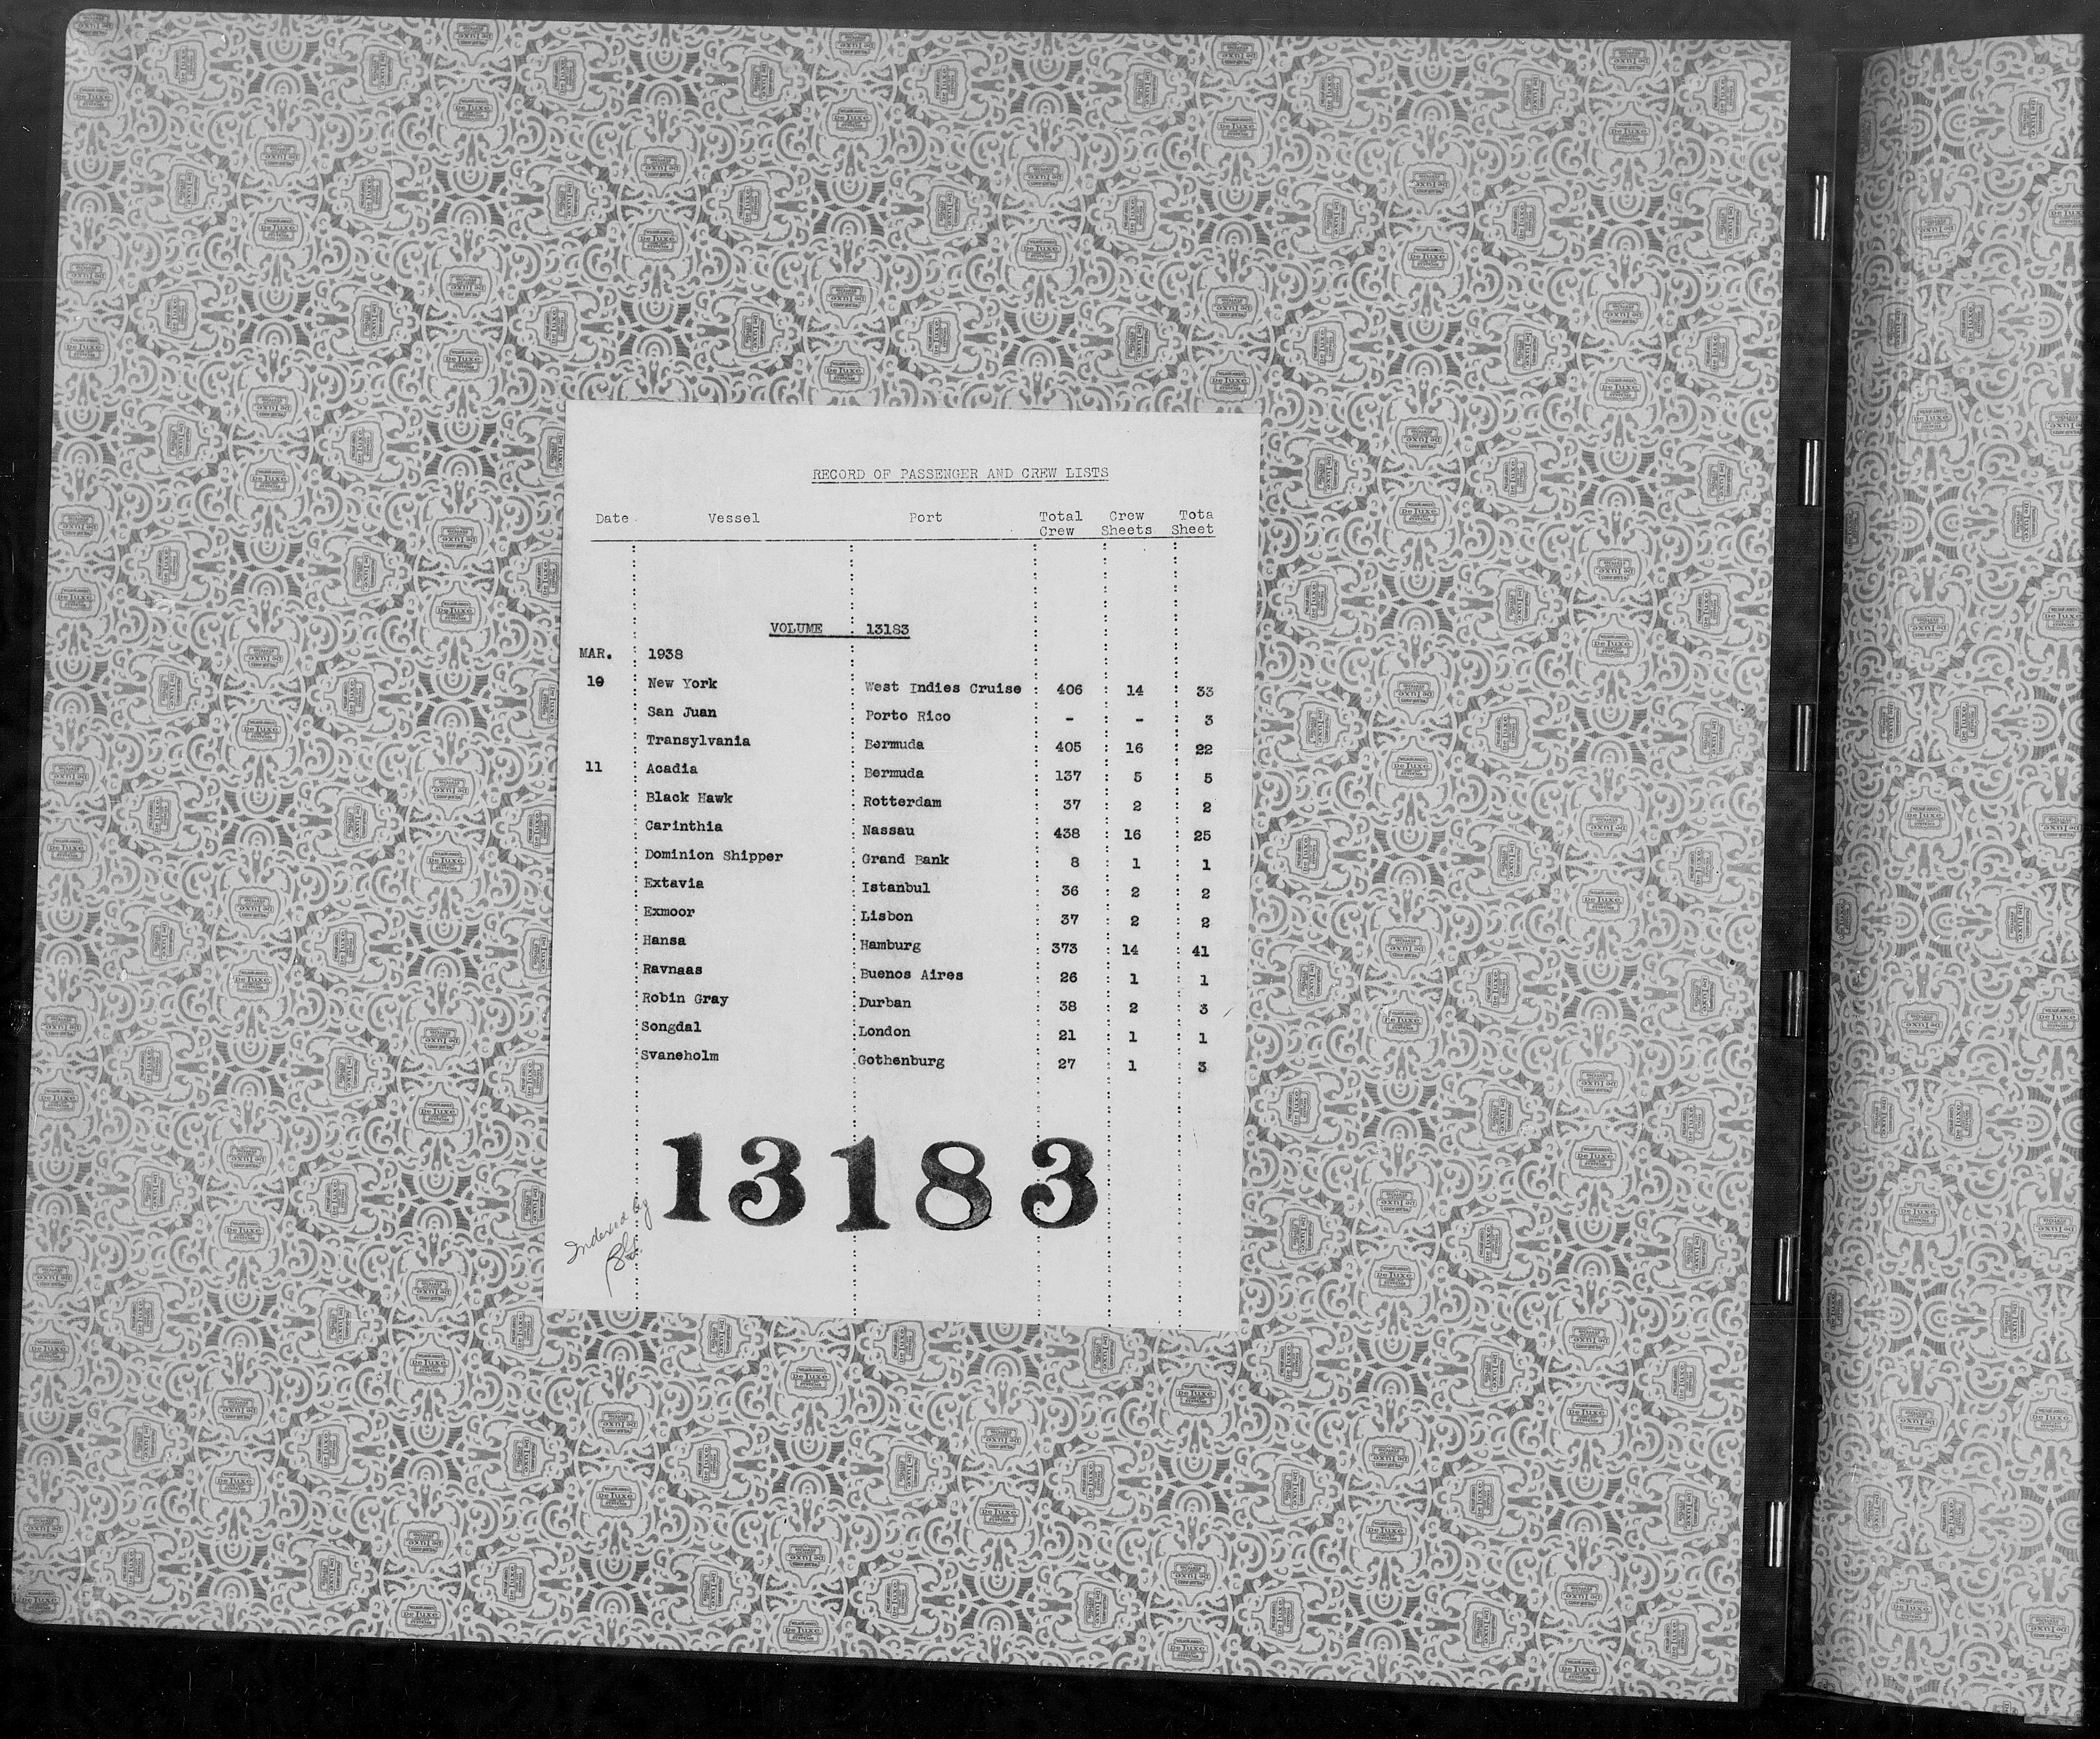 RECORD OF PASSENGER AND CREW LISTS
Date Vessel Port Total Crew Tota
Crew Sheets Sheet
VOLUME 13183
MAR. 1938
10 New York West Indies Cruise 406 14 33
San Juan Porto Rico - - 3
Transylvania Bermuda 405 16 22
11 Acadia Bermuda 137 5 5
Black Hawk Rotterdam 37 2 2
Carinthia Nassau 438 16 25
Dominion Shipper Grand Bank 8 1 1
Extavia Istanbul 36 2 2
Exmoor Lisbon 37 2 2
Hansa Hamburg 373 14 41
Ravnaas Buenos Aires 26 1 1
Robin Gray Durban 38 2 3
Songdal London 21 1 1
Svaneholm Gothenburg 27 1 3
13183
Indexed by